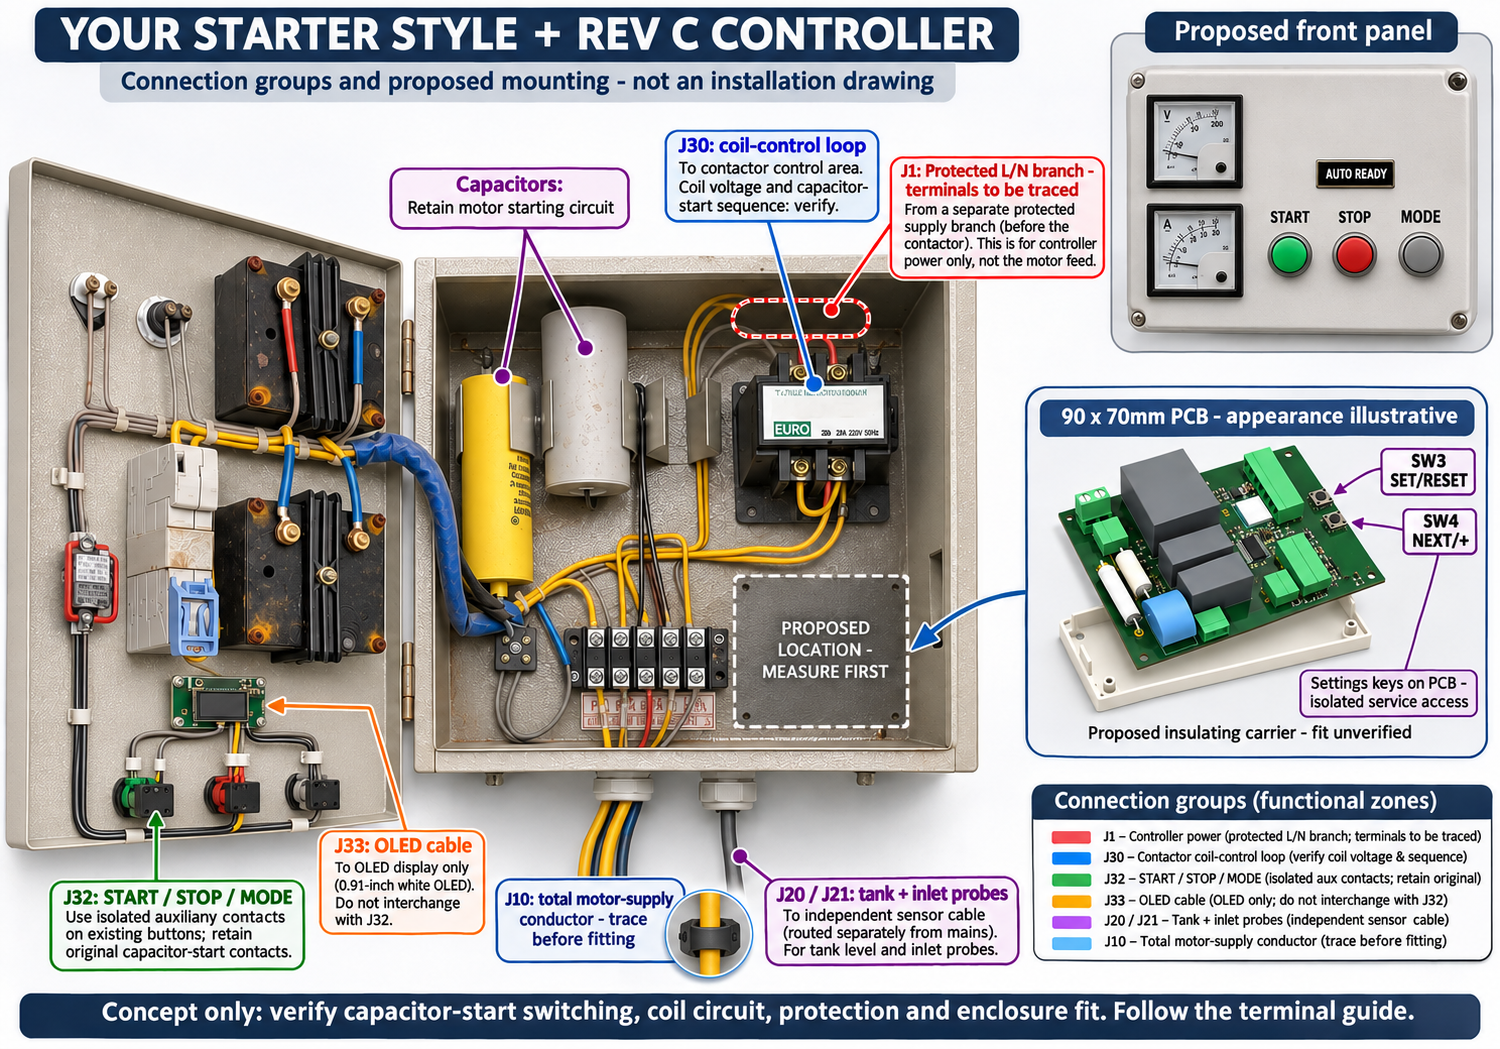 YOUR STARTER STYLE + REV C CONTROLLER
Connection groups and proposed mounting - not an installation drawing
Proposed front panel
V
A
AUTO READY
START
STOP
MODE
Capacitors:
Retain motor starting circuit
J30: coil-control loop
To contactor control area.
Coil voltage and capacitor-
start sequence: verify.
J1: Protected L/N branch -
terminals to be traced
From a separate protected
supply branch (before the
contactor). This is for controller
power only, not the motor feed.
EURO
220V 50Hz
PROPOSED
LOCATION -
MEASURE FIRST
90 x 70mm PCB - appearance illustrative
SW3
SET/RESET
SW4
NEXT/+
Settings keys on PCB -
isolated service access
Proposed insulating carrier - fit unverified
J33: OLED cable
To OLED display only
(0.91-inch white OLED).
Do not interchange
with J32.
J32: START / STOP / MODE
Use isolated auxiliany contacts
on existing buttons; retain
original capacitor-start contacts.
J10: total motor-supply
conductor - trace
before fitting
J20 / J21: tank + inlet probes
To independent sensor cable
(routed separately from mains).
For tank level and inlet probes.
Connection groups (functional zones)
J1 – Controller power (protected L/N branch; terminals to be traced)
J30 – Contactor coil-control loop (verify coil voltage & sequence)
J32 – START / STOP / MODE (isolated aux contacts; retain original)
J33 – OLED cable (OLED only; do not interchange with J32)
J20 / J21 – Tank + inlet probes (independent sensor cable)
J10 – Total motor-supply conductor (trace before fitting)
Concept only: verify capacitor-start switching, coil circuit, protection and enclosure fit. Follow the terminal guide.